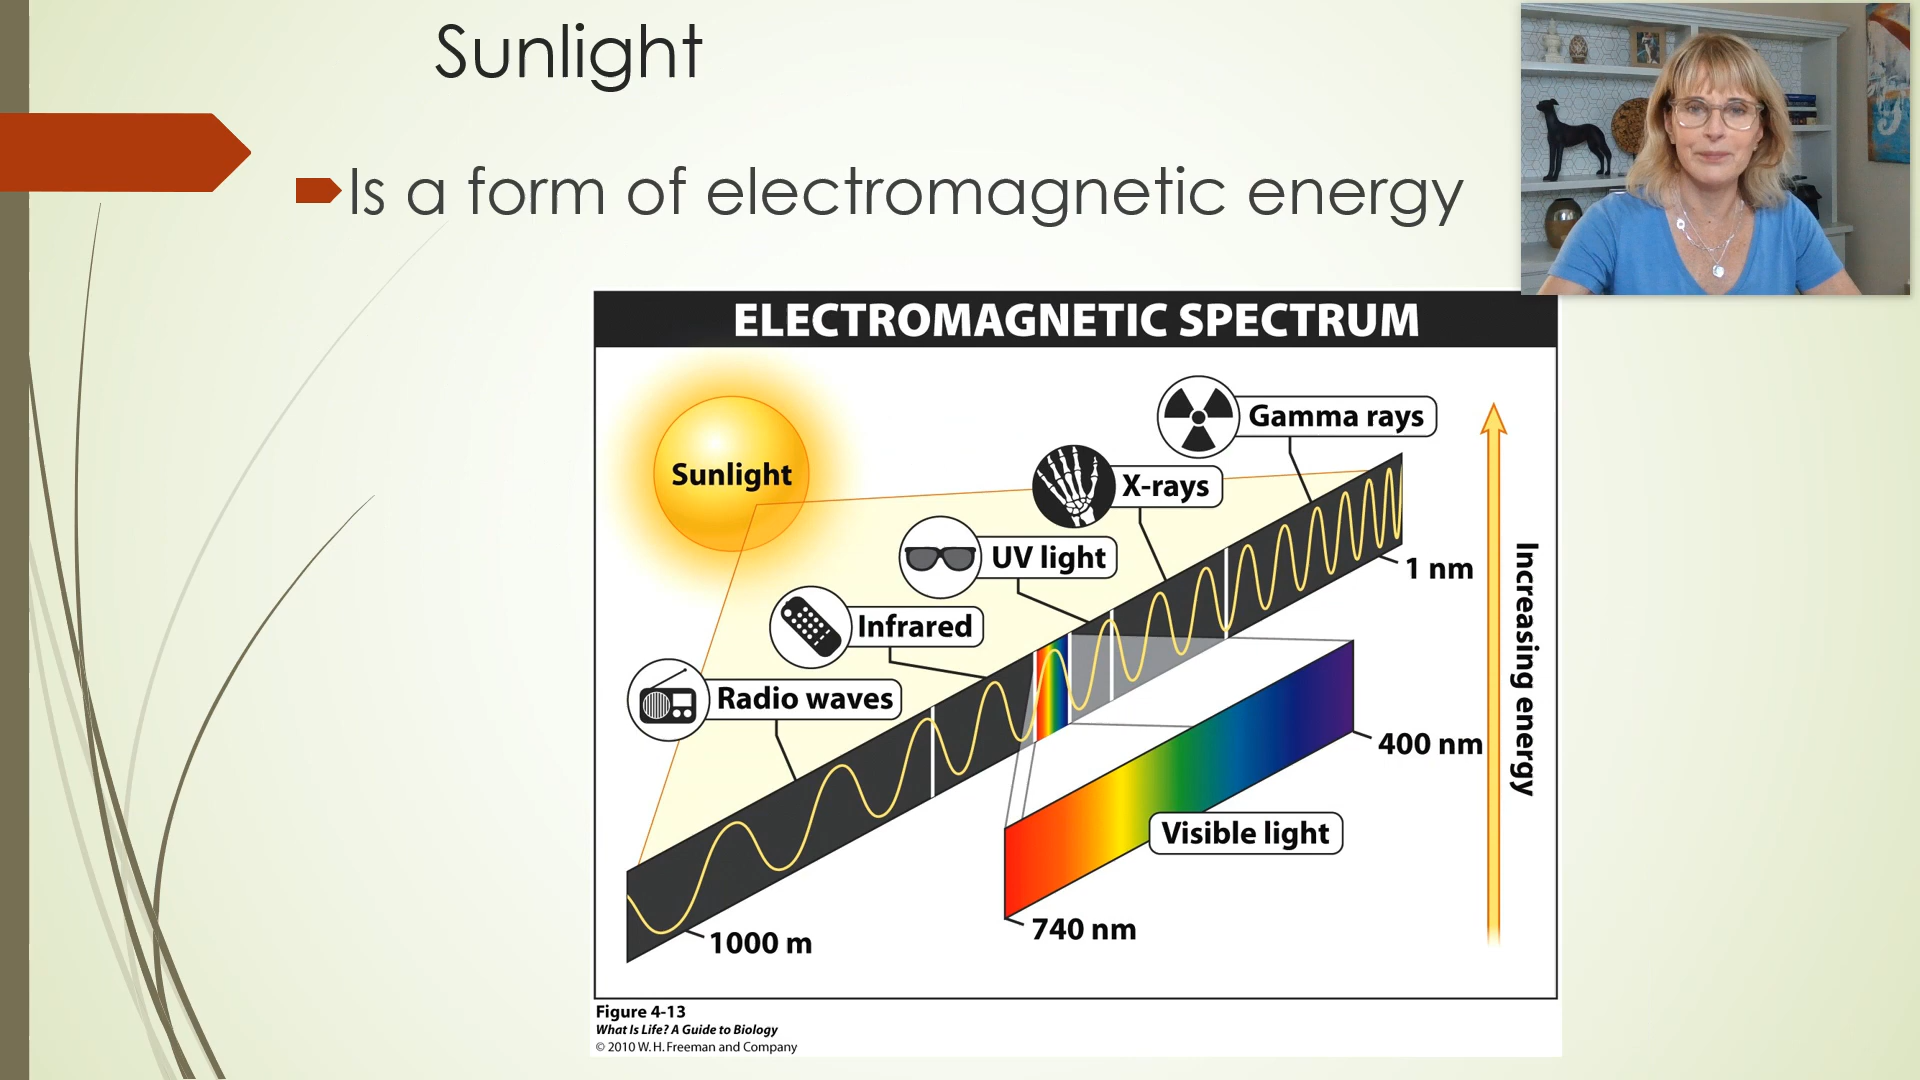 Sunlight
Is a form of electromagnetic energy
ELECTROMAGNETIC SPECTRUM
Gamma rays
Sunlight
X-rays
UV light
1 nm
Infrared
Radio waves
Increasing energy
400 nm
Visible light
740 nm
1000 m
Figure 4-13
What Is Life? A Guide to Biology
© 2010 W. H. Freeman and Company